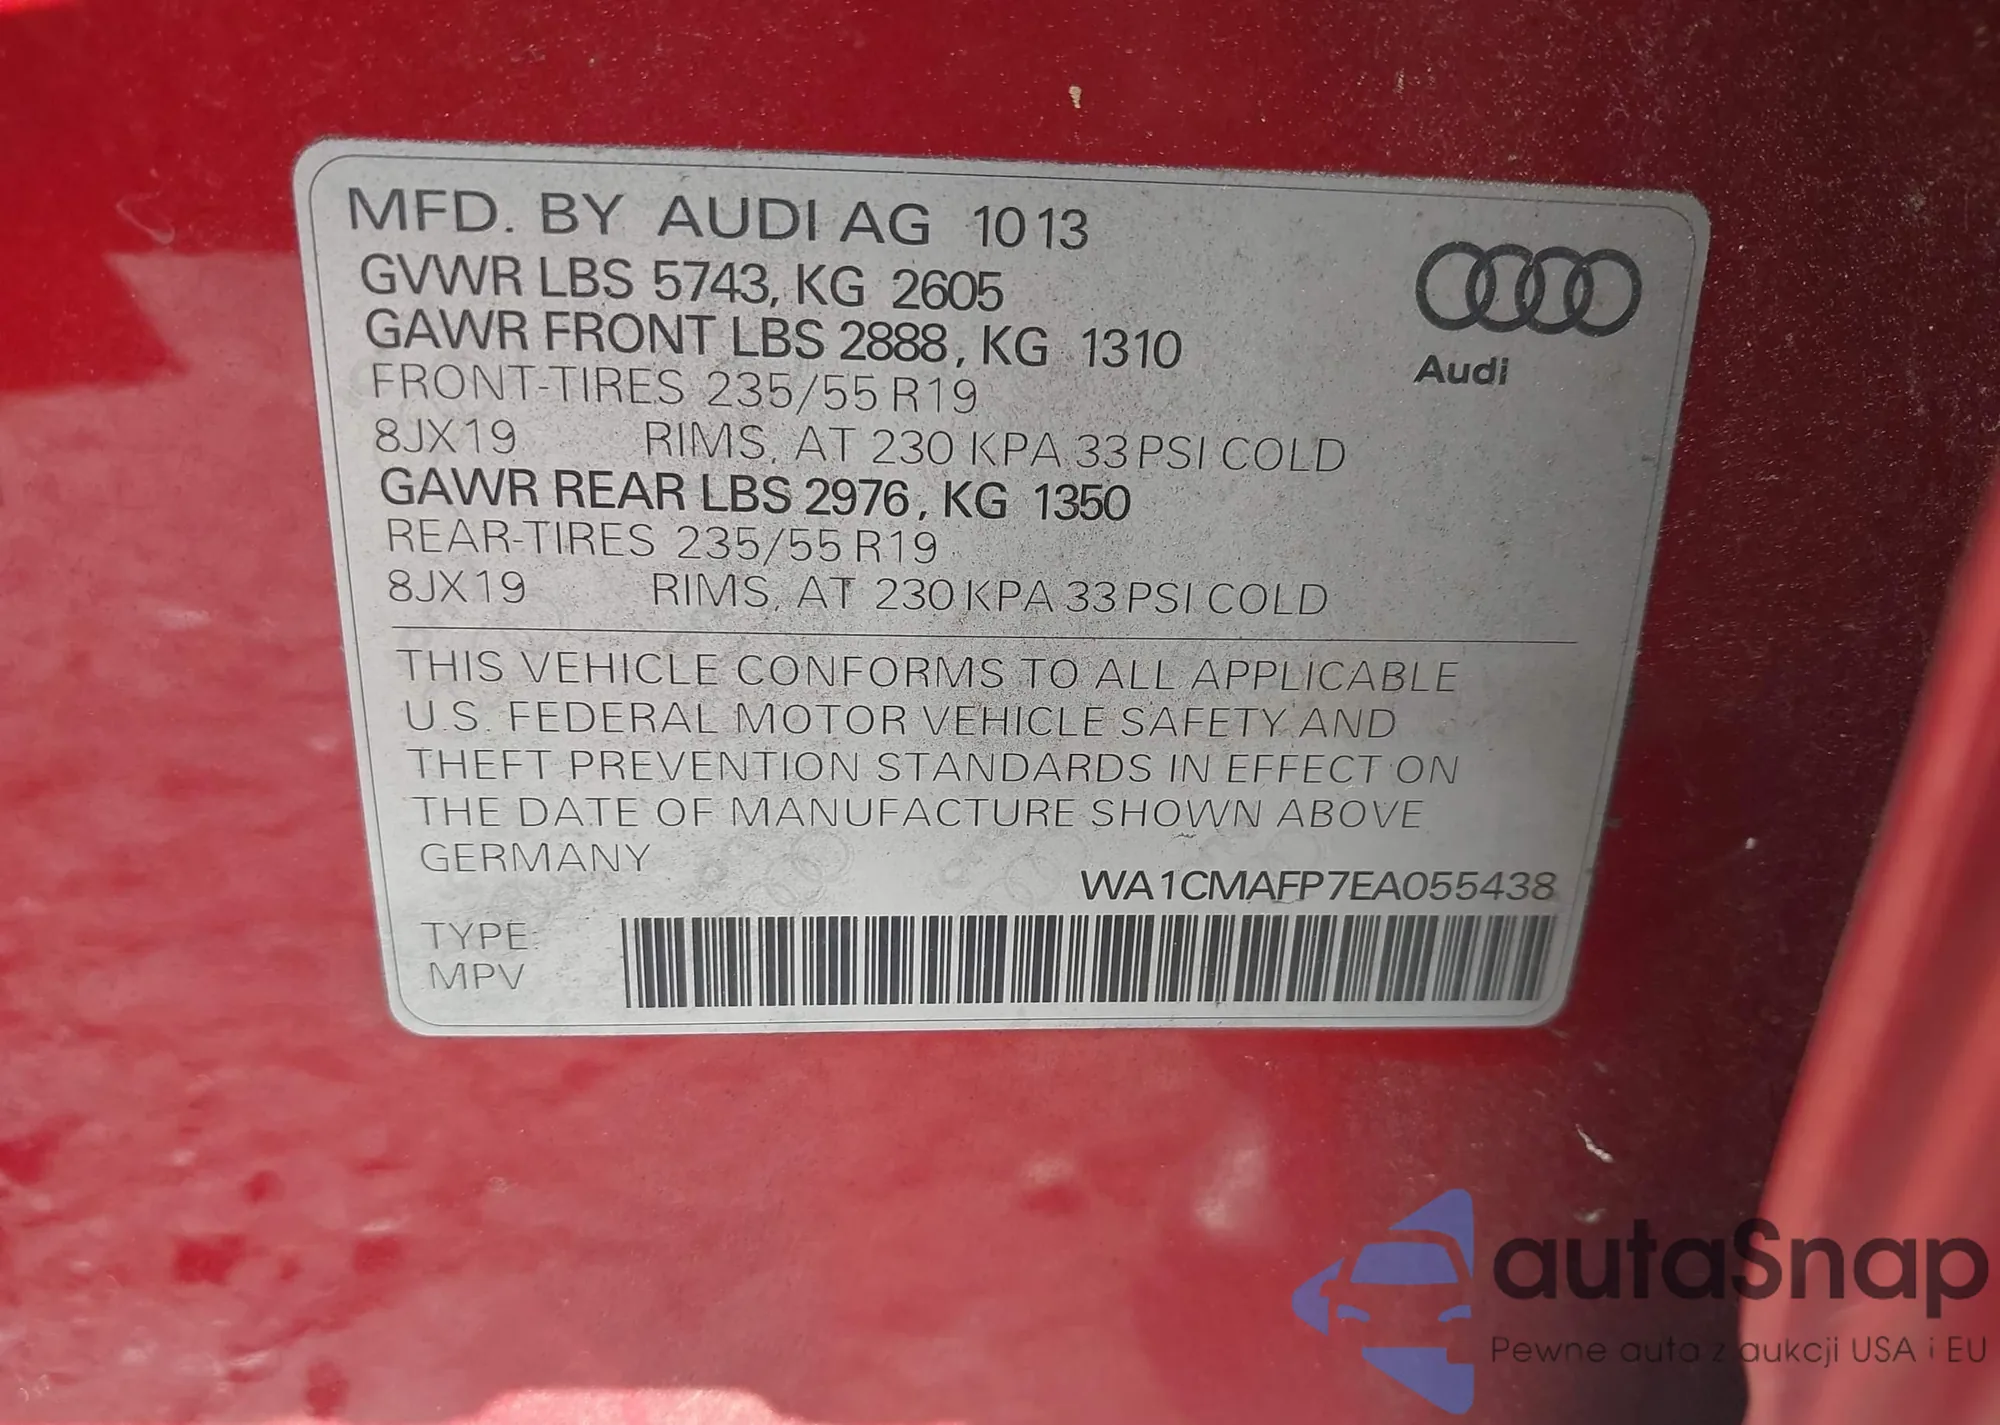 MFD. BY AUDI AG 10 13
GVWR LBS 5743, KG 2605
GAWR FRONT LBS 2888, KG 1310
FRONT-TIRES 235/55 R19
8JX19 RIMS, AT 230 KPA 33 PSI COLD
GAWR REAR LBS 2976, KG 1350
REAR-TIRES 235/55 R19
8JX19 RIMS, AT 230 KPA 33 PSI COLD
Audi
THIS VEHICLE CONFORMS TO ALL APPLICABLE
U.S. FEDERAL MOTOR VEHICLE SAFETY AND
THEFT PREVENTION STANDARDS IN EFFECT ON
THE DATE OF MANUFACTURE SHOWN ABOVE
GERMANY
WA1CMAFP7EA055438
TYPE:
MPV
autaSnap
Pewne auta z aukcji USA i EU